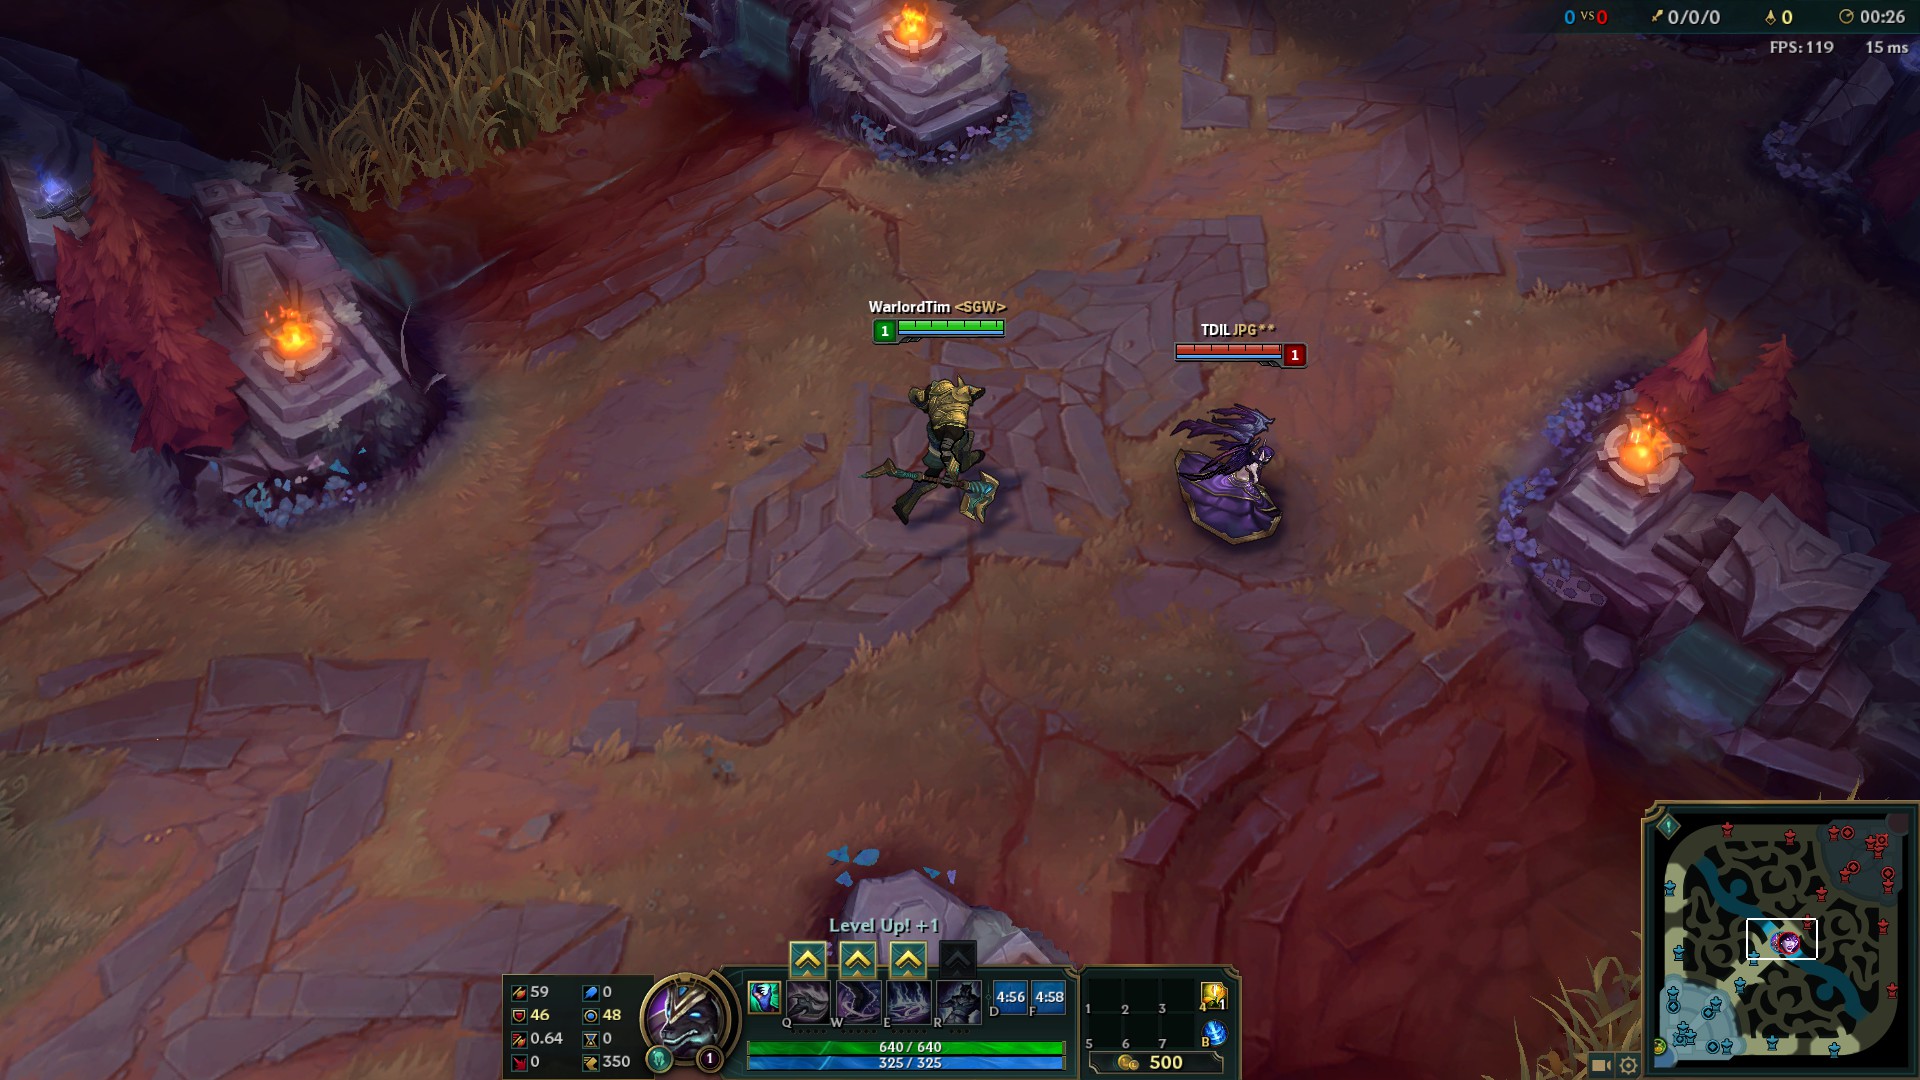 0 VS 0 0/0/0 0 00:26
FPS: 119 15 ms
WarlordTim <SGW>
1
TDIL JPG**
1
Level Up! +1
59 0
46 48
0.64 0
0 350
1
Q W E R
4:56 D 4:58 F
640 / 640
325 / 325
1 2 3 4
1
5 6 7 B
500